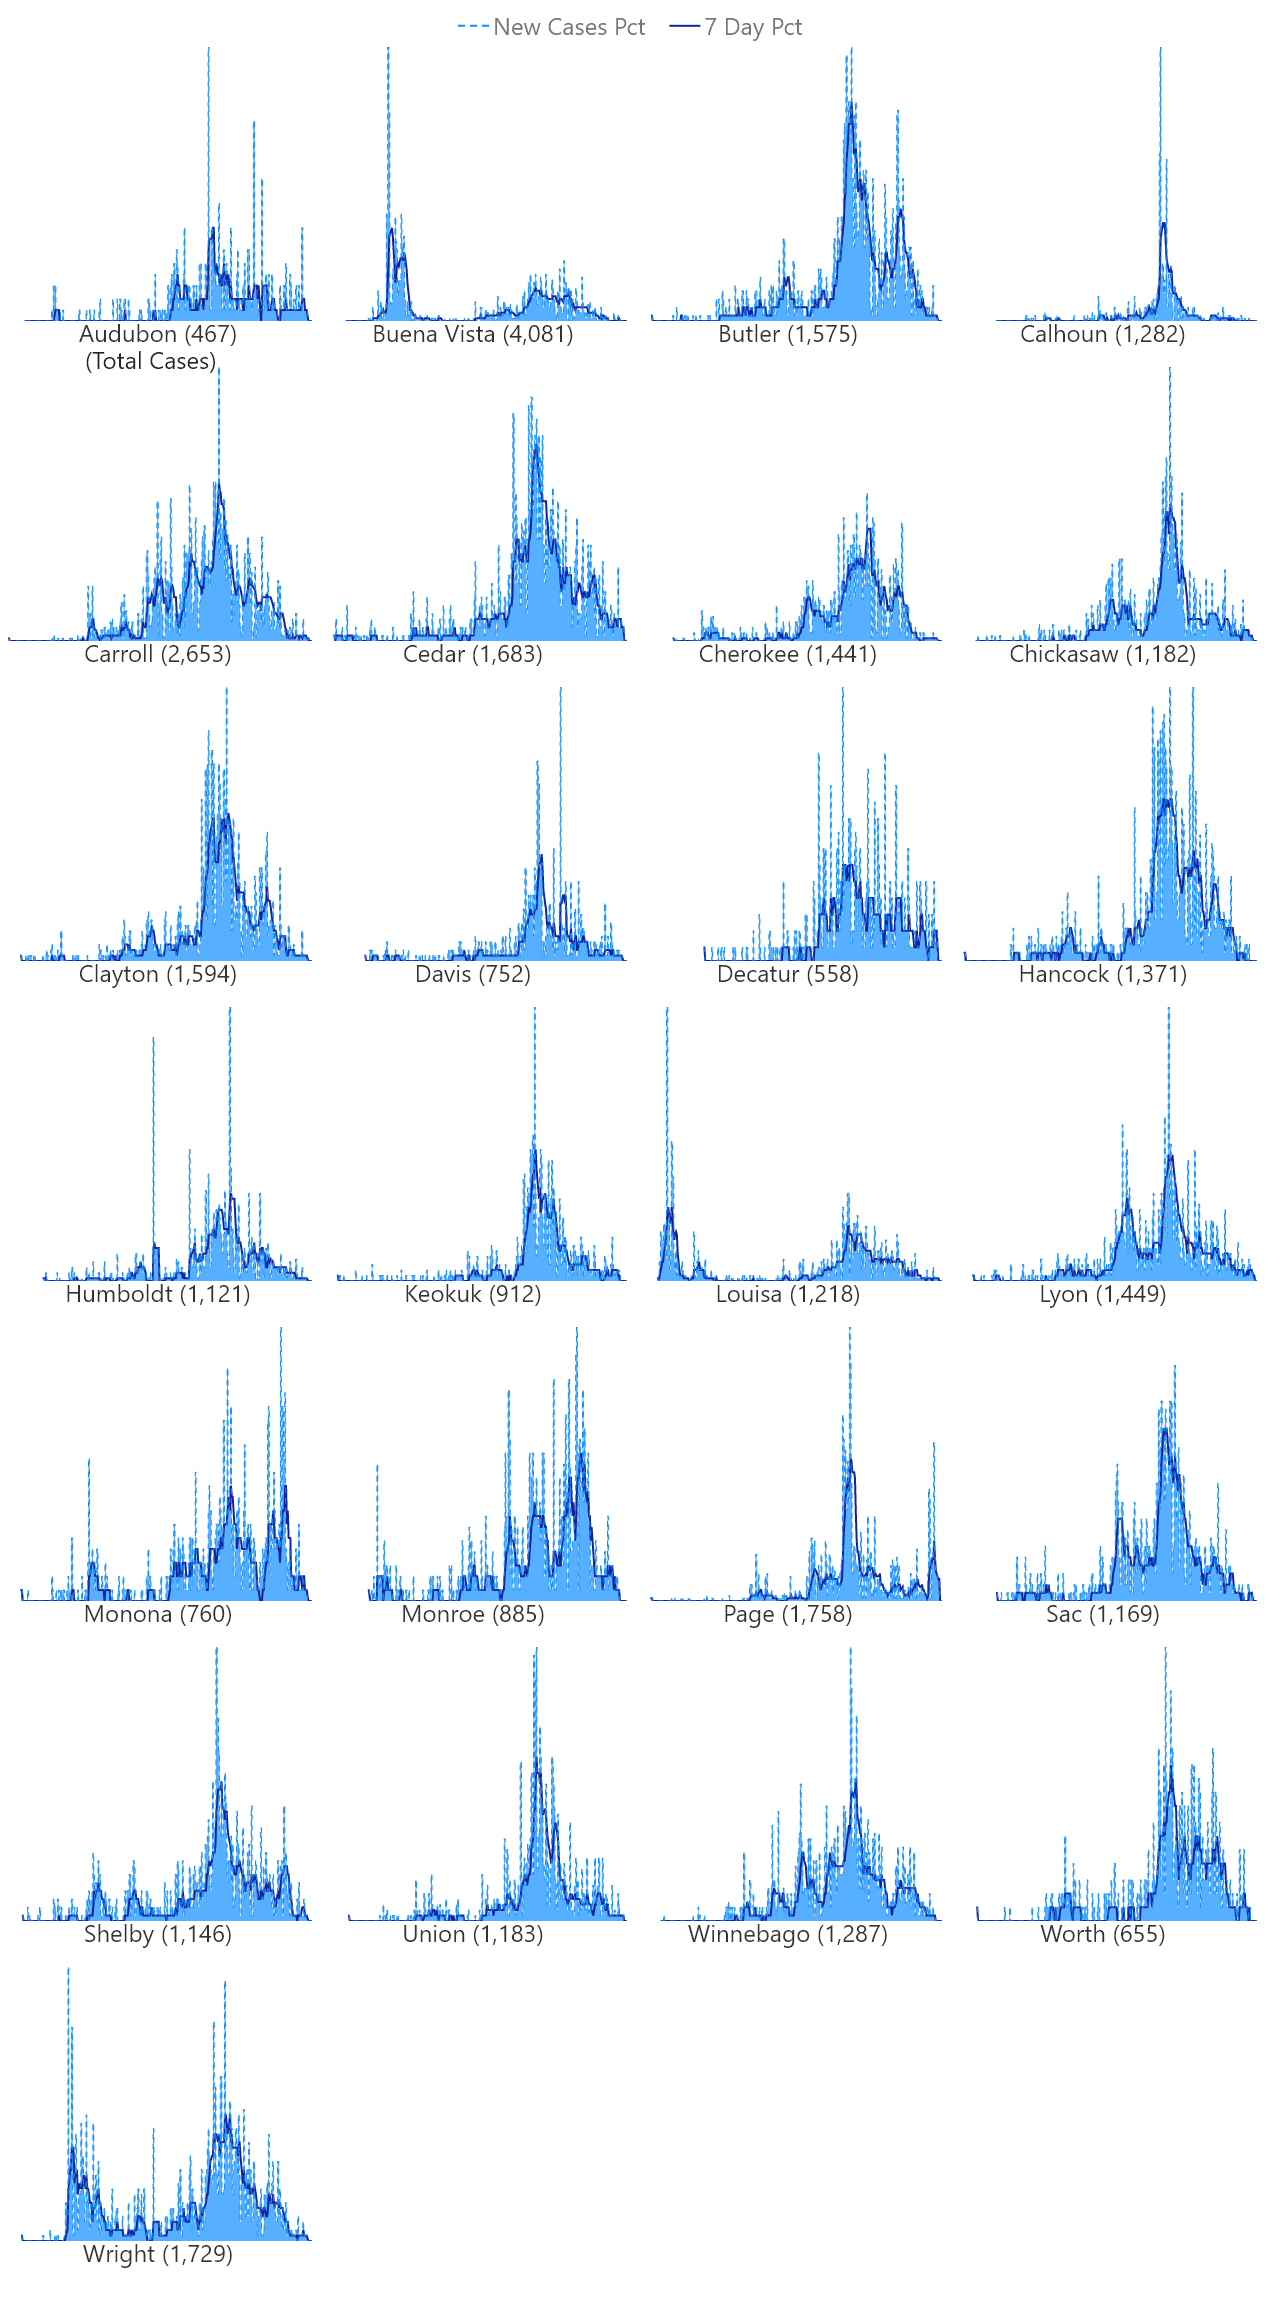 New Cases Pct 7 Day Pct
Audubon (467) Buena Vista (4,081) Butler (1,575) Calhoun (1,282)
(Total Cases)
Carroll (2,653) Cedar (1,683) Cherokee (1,441) Chickasaw (1,182)
Clayton (1,594) Davis (752) Decatur (558) Hancock (1,371)
Humboldt (1,121) Keokuk (912) Louisa (1,218) Lyon (1,449)
Monona (760) Monroe (885) Page (1,758) Sac (1,169)
Shelby (1,146) Union (1,183) Winnebago (1,287) Worth (655)
Wright (1,729)